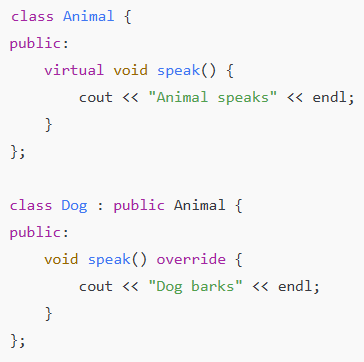 class Animal {
public:
    virtual void speak() {
        cout << "Animal speaks" << endl;
    }
};

class Dog : public Animal {
public:
    void speak() override {
        cout << "Dog barks" << endl;
    }
};